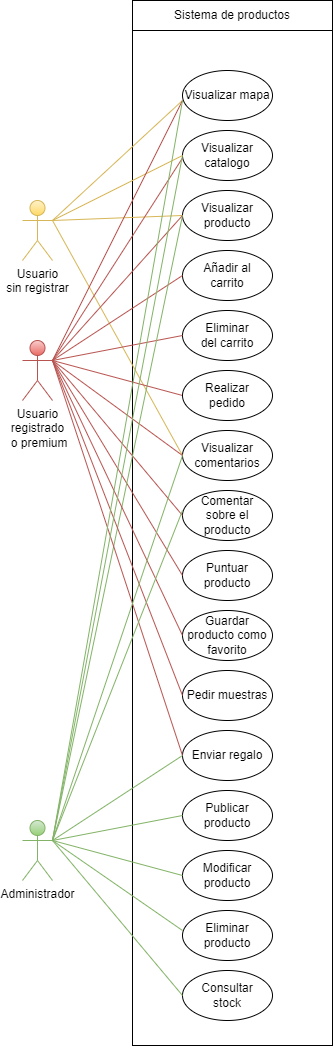 Sistema de productos
Visualizar mapa
Visualizar
catalogo
Visualizar
producto
Usuario
sin registrar
Añadir al
carrito
Eliminar
del carrito
Realizar
pedido
Usuario
registrado
o premium
Visualizar
comentarios
Comentar
sobre el
producto
Puntuar
producto
Guardar
producto como
favorito
Pedir muestras
Enviar regalo
Publicar
producto
Modificar
producto
Administrador
Eliminar
producto
Consultar
stock